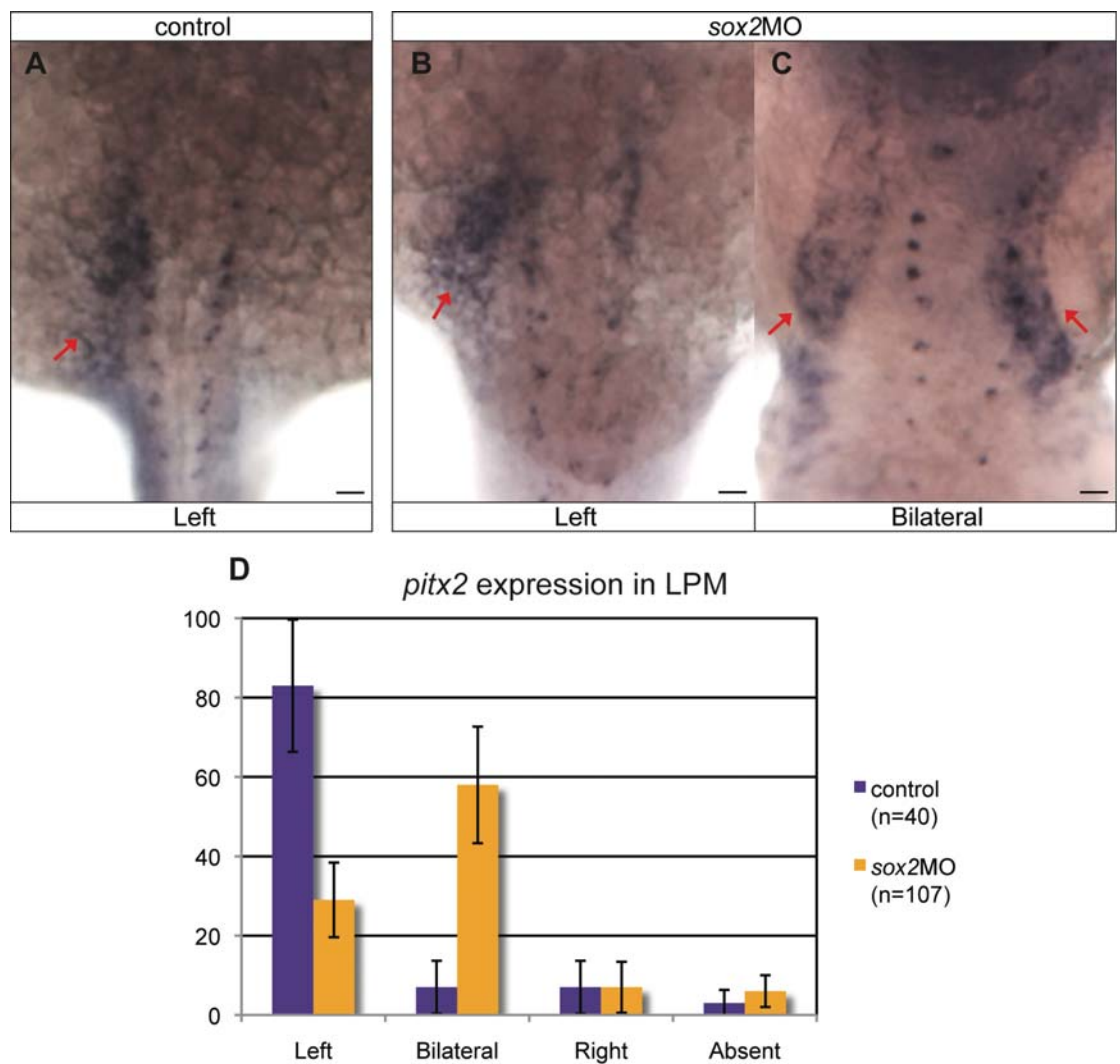 control
sox2MO
A
B
C
Left
Left
Bilateral
D
pitx2 expression in LPM
100
80
60
40
20
0
Left
Bilateral
Right
Absent
control
(n=40)
sox2MO
(n=107)